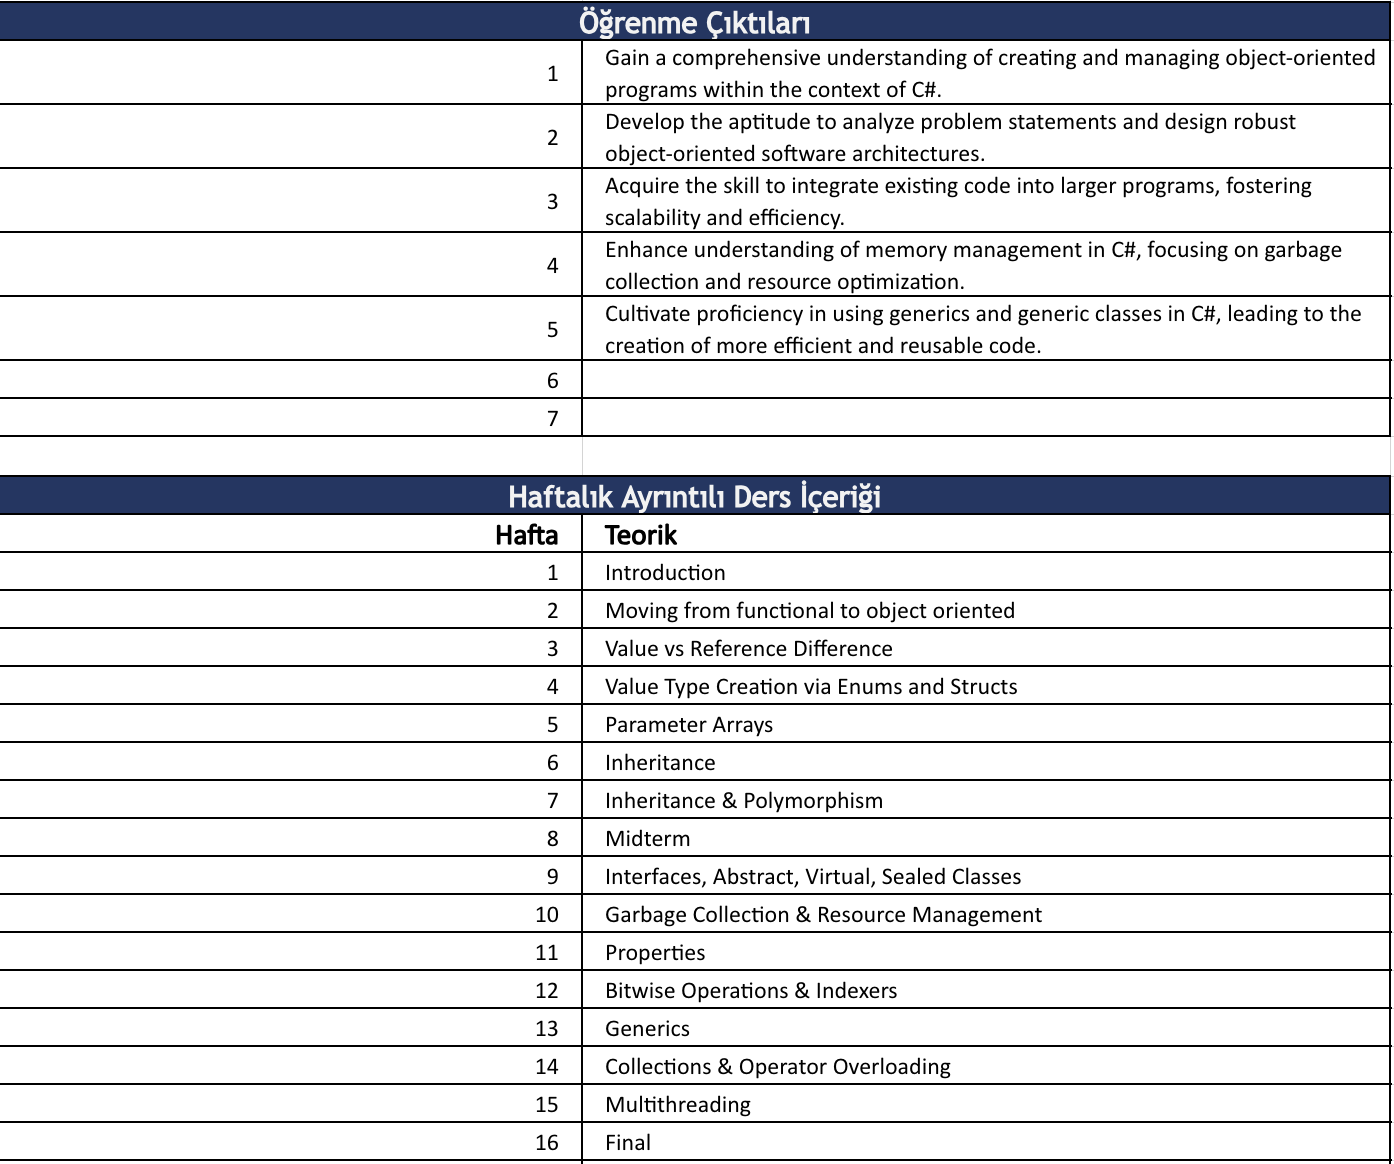 Öğrenme Çıktıları
1
Gain a comprehensive understanding of creating and managing object-oriented
programs within the context of C#.
2
Develop the aptitude to analyze problem statements and design robust
object-oriented software architectures.
3
Acquire the skill to integrate existing code into larger programs, fostering
scalability and efficiency.
4
Enhance understanding of memory management in C#, focusing on garbage
collection and resource optimization.
5
Cultivate proficiency in using generics and generic classes in C#, leading to the
creation of more efficient and reusable code.
6
7
Haftalık Ayrıntılı Ders İçeriği
Hafta Teorik
1 Introduction
2 Moving from functional to object oriented
3 Value vs Reference Difference
4 Value Type Creation via Enums and Structs
5 Parameter Arrays
6 Inheritance
7 Inheritance & Polymorphism
8 Midterm
9 Interfaces, Abstract, Virtual, Sealed Classes
10 Garbage Collection & Resource Management
11 Properties
12 Bitwise Operations & Indexers
13 Generics
14 Collections & Operator Overloading
15 Multithreading
16 Final